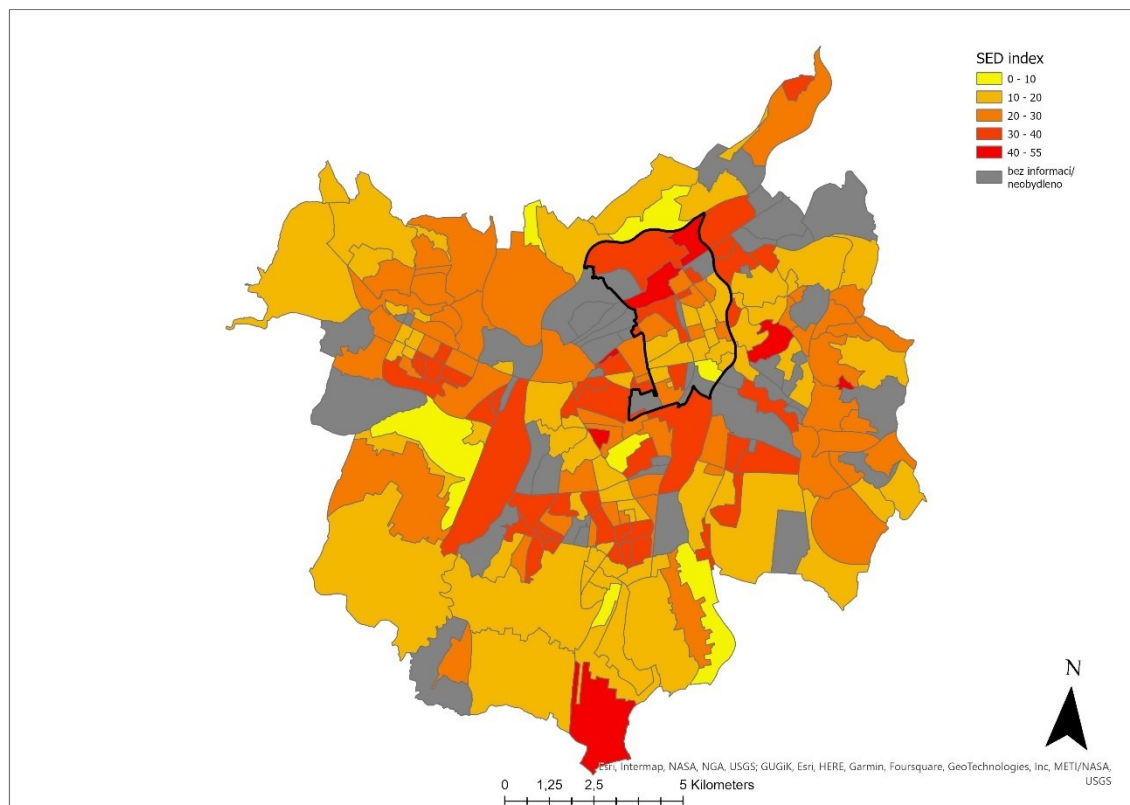 SED index
0 - 10
10 - 20
20 - 30
30 - 40
40 - 55
bez informací/
neobydleno
N
Esri, Intermap, NASA, NGA, USGS; GUGiK, Esri, HERE, Garmin, Foursquare, GeoTechnologies, Inc, METI/NASA,
USGS
0 1,25 2,5 5 Kilometers